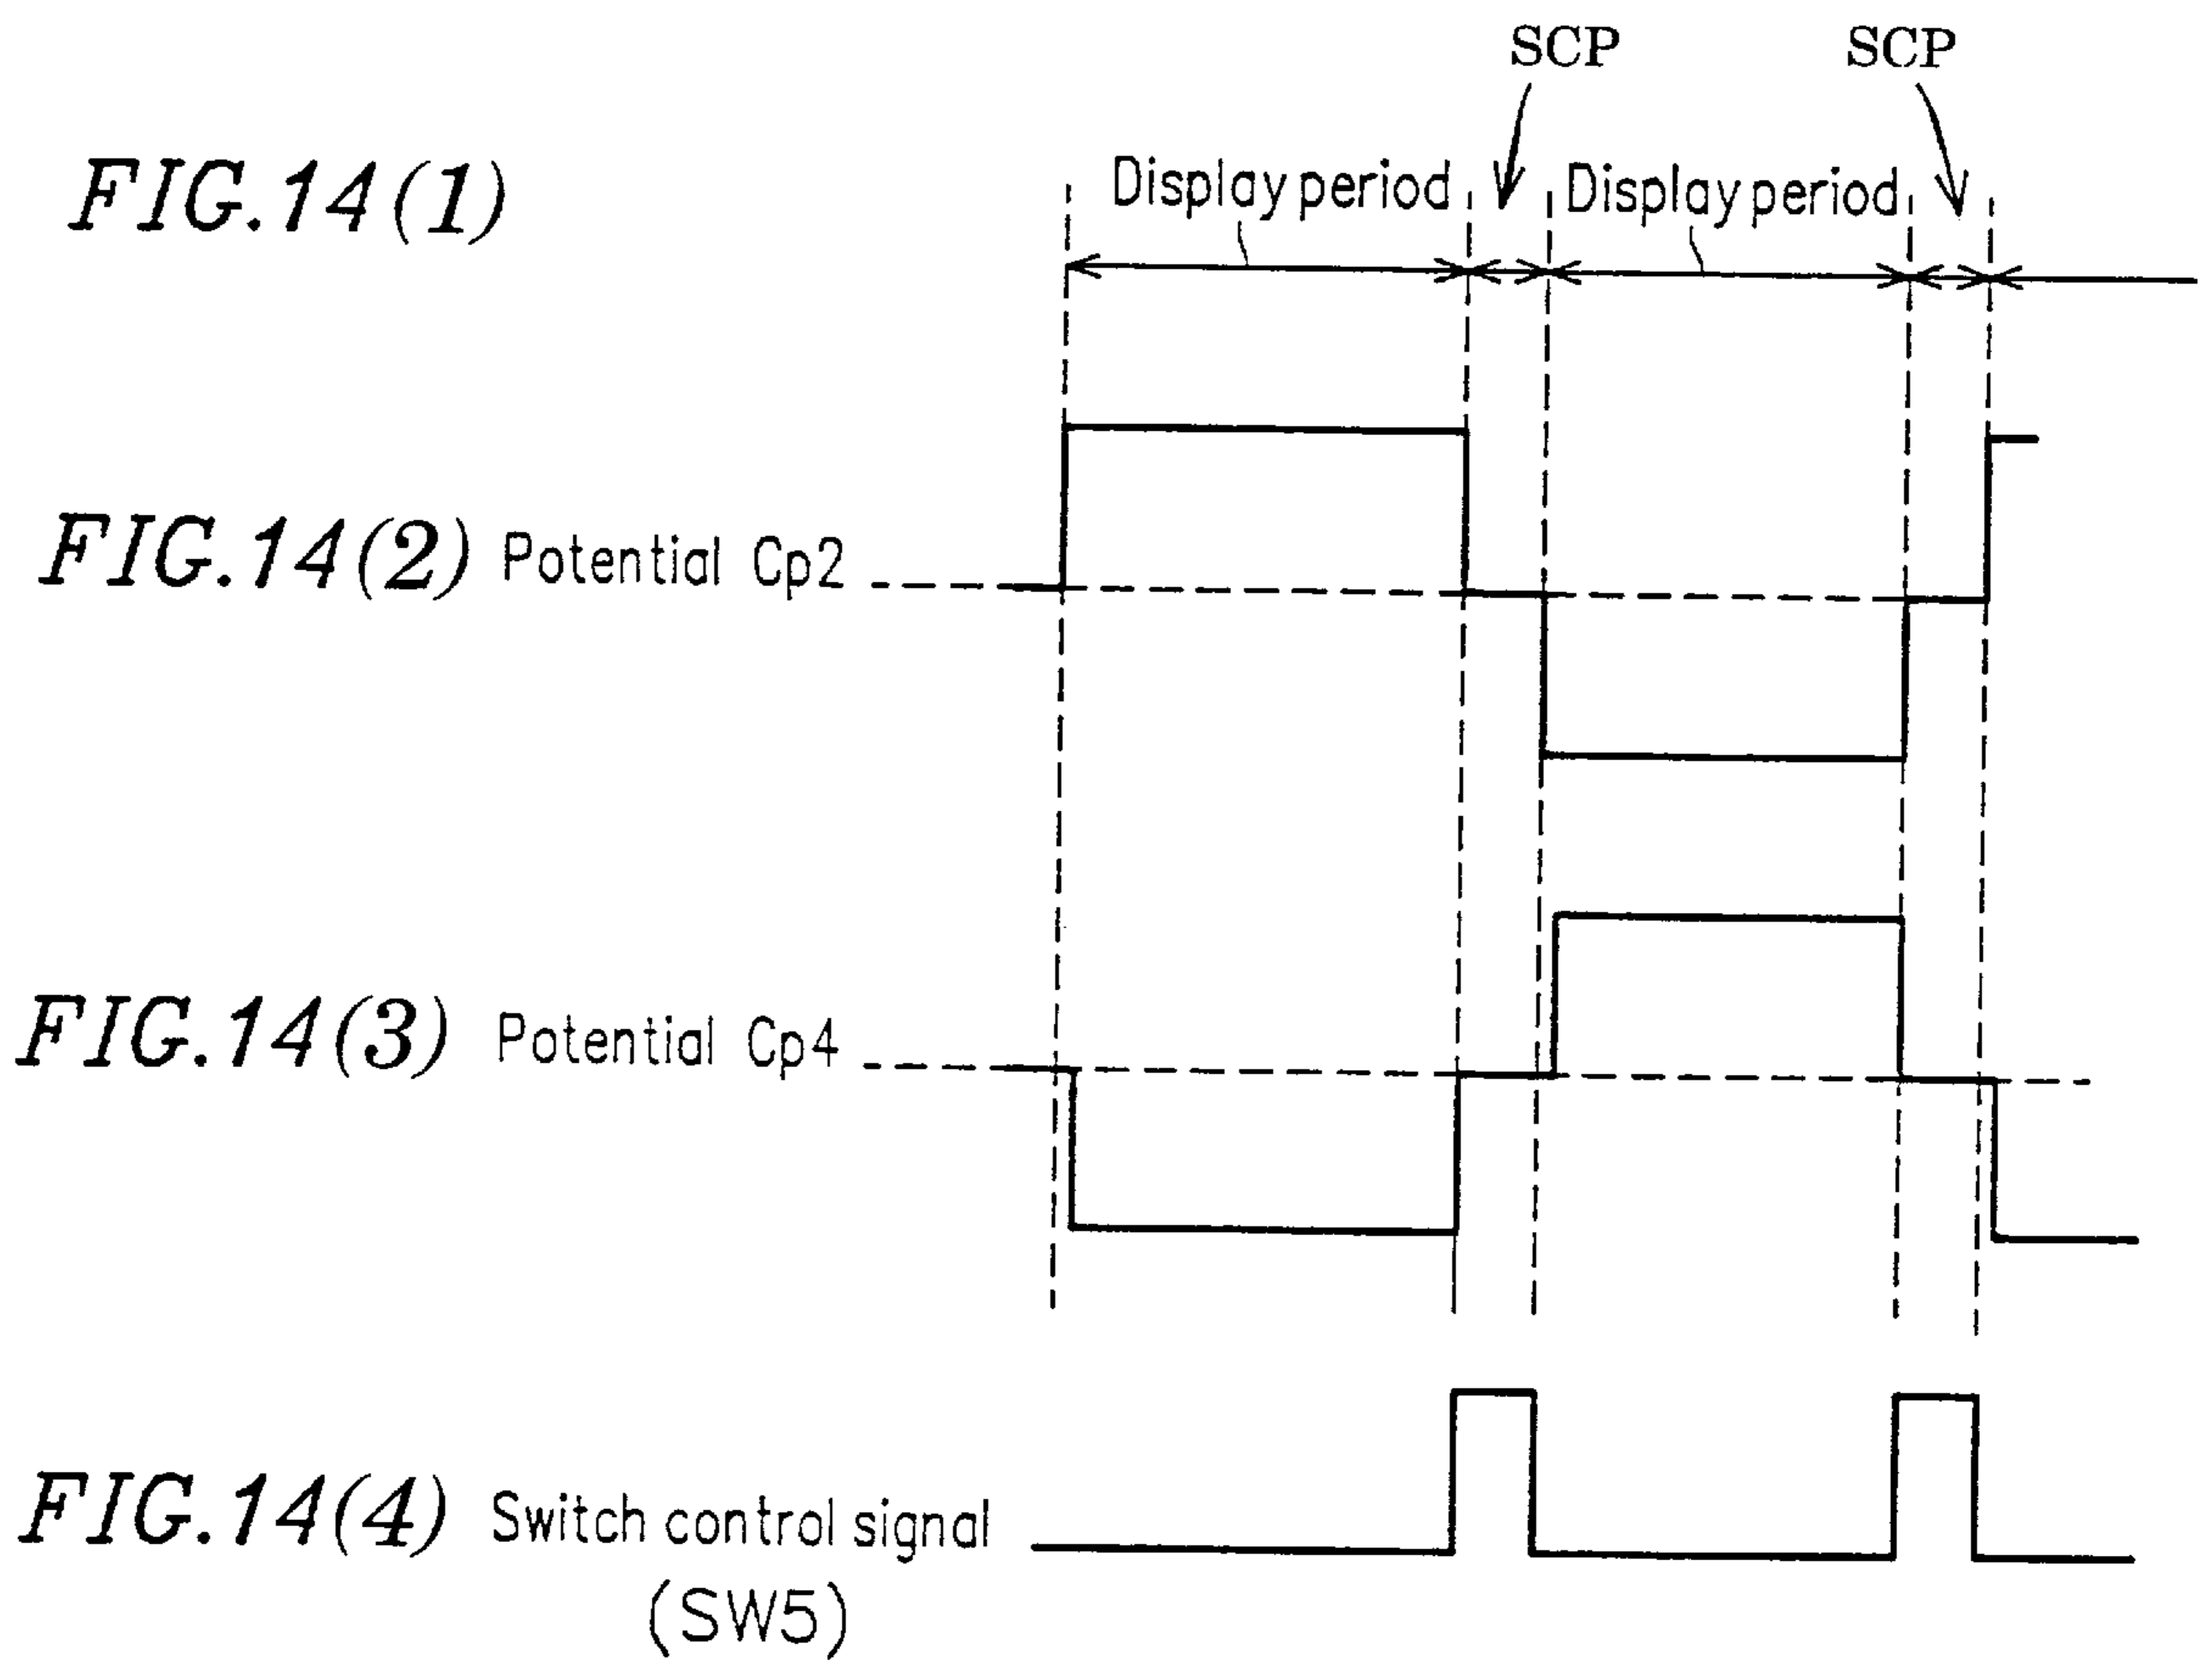 SCP SCP
FIG.14(1)
Display period Display period
FIG.14(2) Potential Cp2
FIG.14(3) Potential Cp4
FIG.14(4) Switch control signal
(SW5)